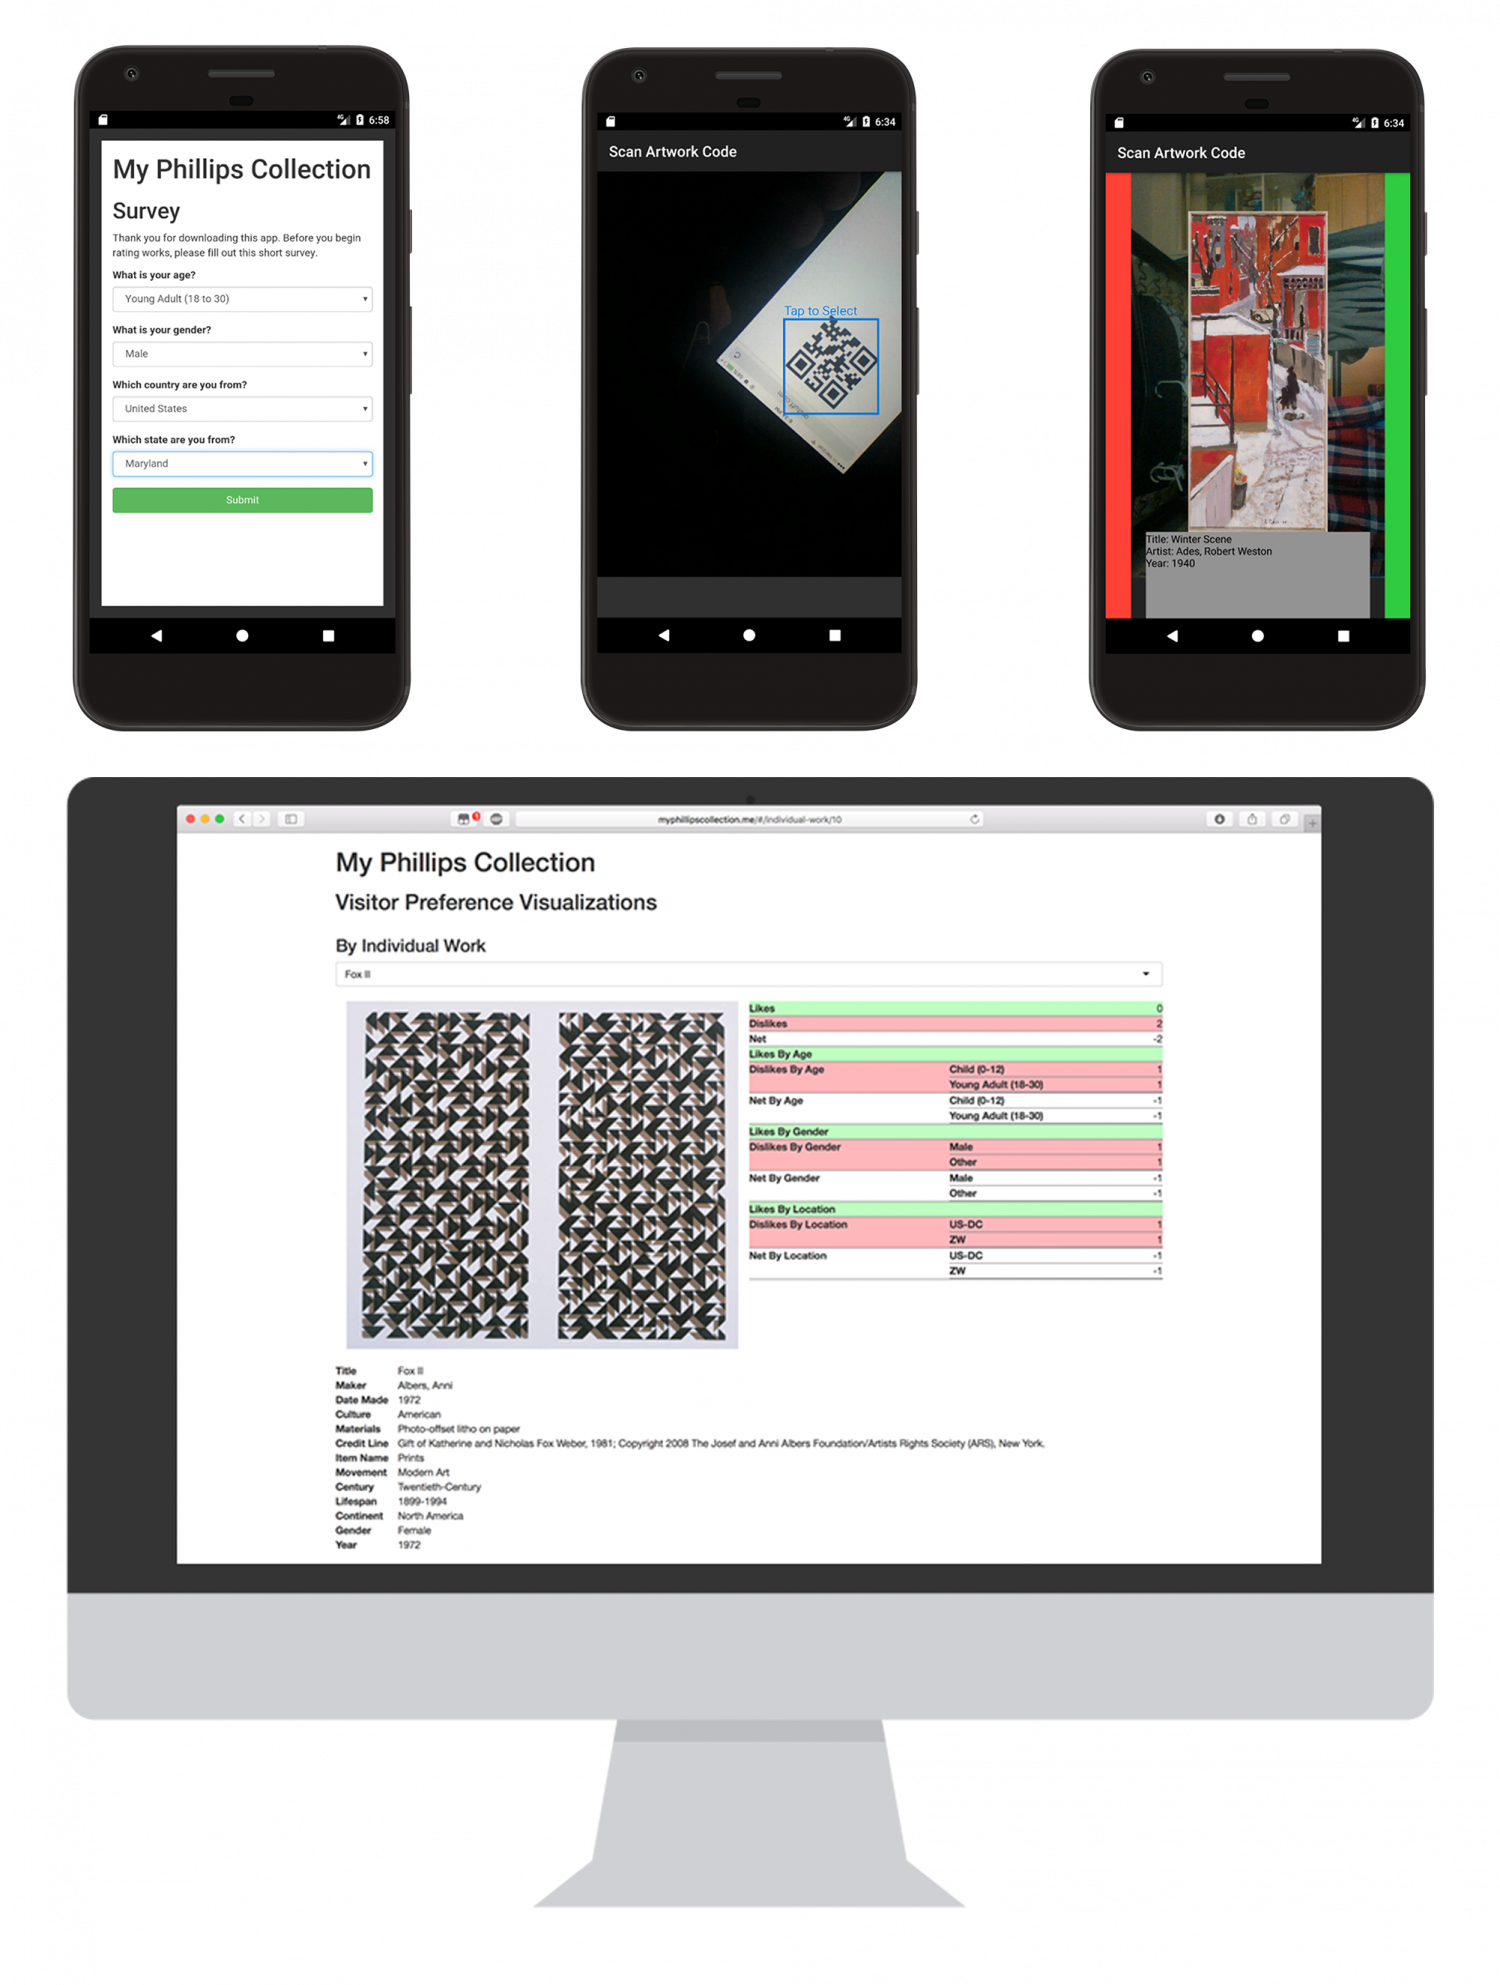 6:58
My Phillips Collection
Survey
Thank you for downloading this app. Before you begin
rating works, please fill out this short survey.
What is your age?
Young Adult (18 to 30)
What is your gender?
Male
Which country are you from?
United States
Which state are you from?
Maryland
Submit
6:34
Scan Artwork Code
Tap to Select
6:34
Scan Artwork Code
Title: Winter Scene
Artist: Ades, Robert Weston
Year: 1940
myphillipscollection.me/#/individual-work/10
My Phillips Collection
Visitor Preference Visualizations
By Individual Work
Fox II
Likes 0
Dislikes 2
Net -2
Likes By Age
Dislikes By Age Child (0-12) 1
Young Adult (18-30) 1
Net By Age Child (0-12) -1
Young Adult (18-30) -1
Likes By Gender
Dislikes By Gender Male 1
Other 1
Net By Gender Male -1
Other -1
Likes By Location
Dislikes By Location US-DC 1
ZW 1
Net By Location US-DC -1
ZW -1
Title Fox II
Maker Albers, Anni
Date Made 1972
Culture American
Materials Photo-offset litho on paper
Credit Line Gift of Katherine and Nicholas Fox Weber, 1981; Copyright 2008 The Josef and Anni Albers Foundation/Artists Rights Society (ARS), New York.
Item Name Prints
Movement Modern Art
Century Twentieth-Century
Lifespan 1899-1994
Continent North America
Gender Female
Year 1972